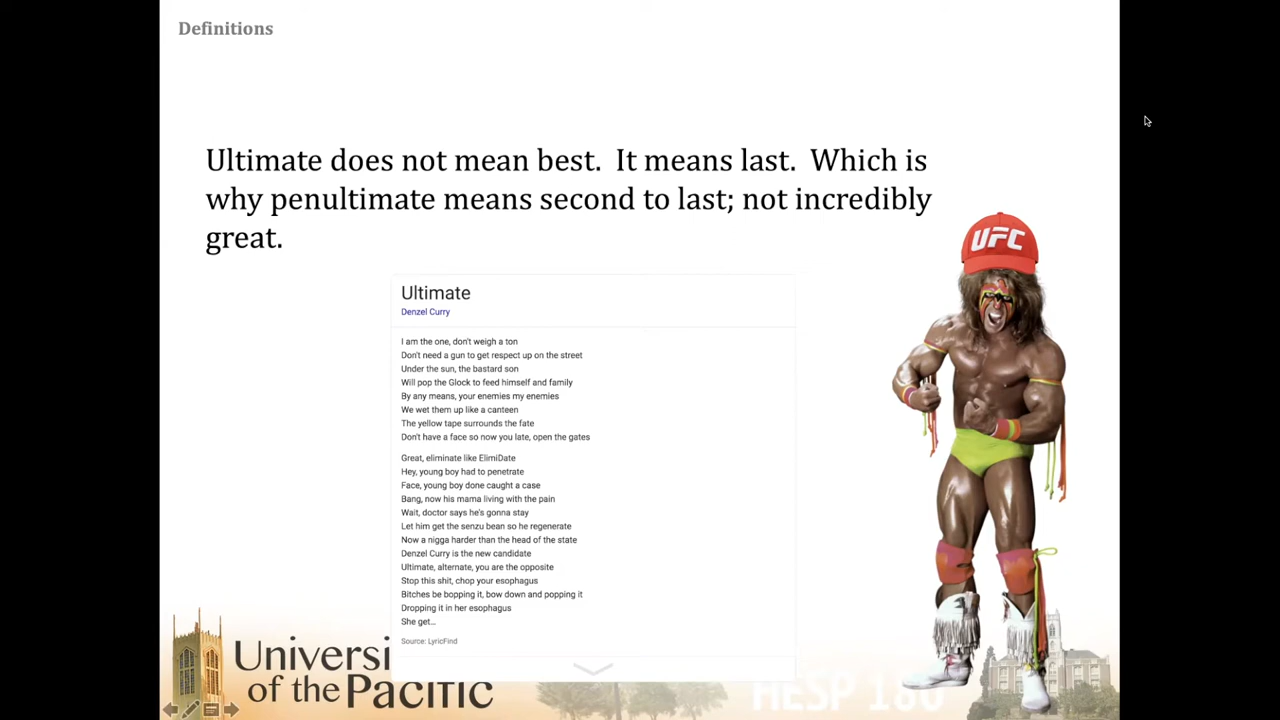 Definitions
Ultimate does not mean best.  It means last.  Which is
why penultimate means second to last; not incredibly
great.
UFC
Ultimate
Denzel Curry
I am the one, don't weigh a ton
Don't need a gun to get respect up on the street
Under the sun, the bastard son
Will pop the Glock to feed himself and family
By any means, your enemies my enemies
We wet them up like a canteen
The yellow tape surrounds the fate
Don't have a face so now you late, open the gates
Great, eliminate like ElimiDate
Hey, young boy had to penetrate
Face, young boy done caught a case
Bang, now his mama living with the pain
Wait, doctor says he's gonna stay
Let him get the senzu bean so he regenerate
Now a nigga harder than the head of the state
Denzel Curry is the new candidate
Ultimate, alternate, you are the opposite
Stop this shit, chop your esophagus
Bitches be bopping it, bow down and popping it
Dropping it in her esophagus
She get...
Source: LyricFind
Universi
of the Pacific
HESP 180